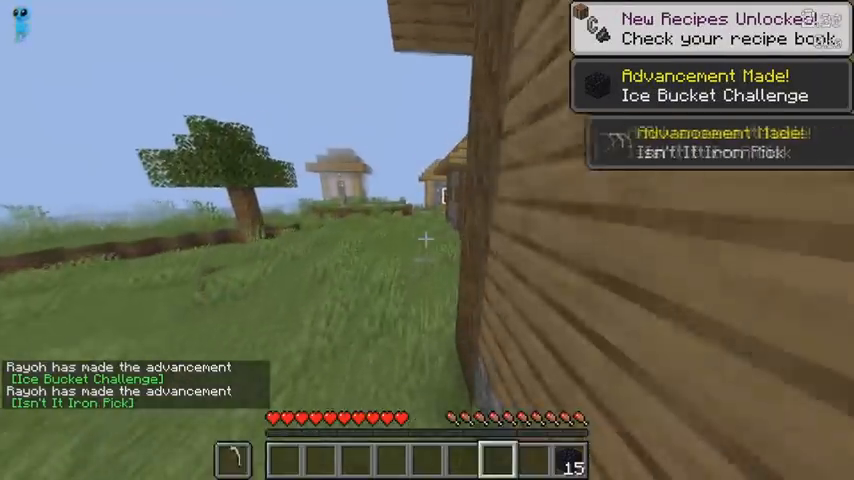 New Recipes Unlocked!
Check your recipe book
Advancement Made!
Ice Bucket Challenge
Advancement Made!
Isn't It Iron Pick
Rayoh has made the advancement
[Ice Bucket Challenge]
Rayoh has made the advancement
[Isn't It Iron Pick]
15